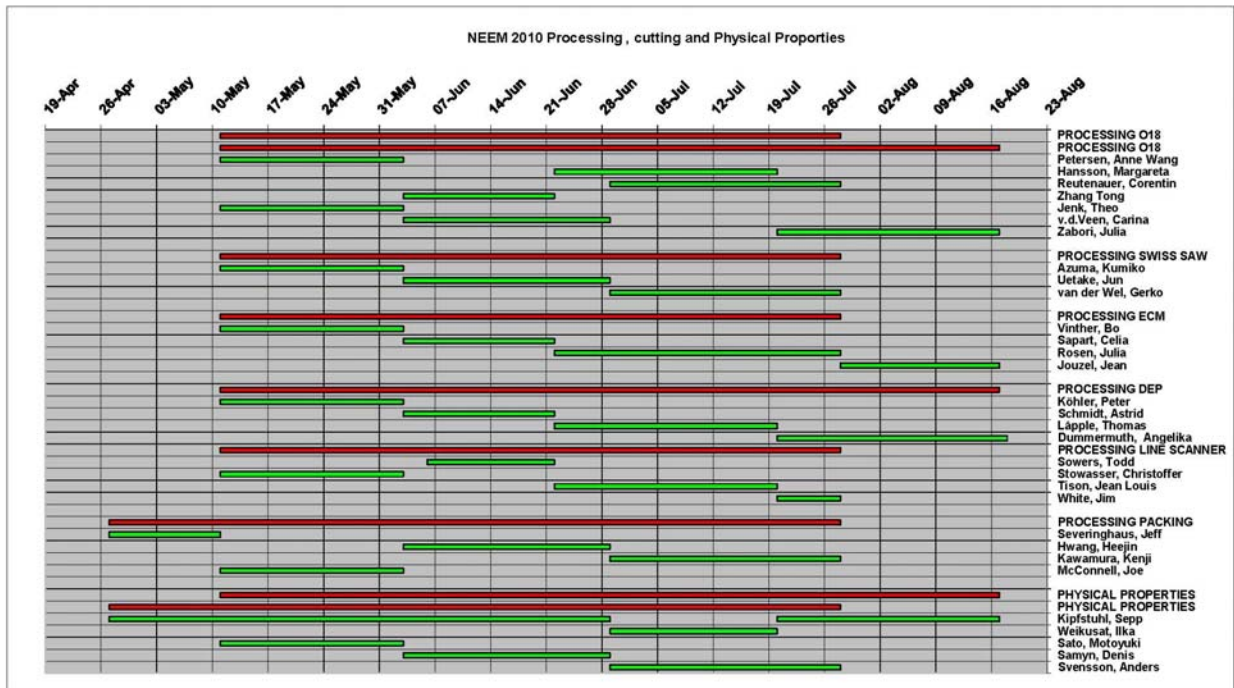 NEEM 2010 Processing , cutting and Physical Proporties
19-Apr 26-Apr 03-May 10-May 17-May 24-May 31-May 07-Jun 14-Jun 21-Jun 28-Jun 05-Jul 12-Jul 19-Jul 26-Jul 02-Aug 09-Aug 16-Aug 23-Aug
PROCESSING O18
PROCESSING O18
Petersen, Anne Wang
Hansson, Margareta
Reutenauer, Corentin
Zhang Tong
Jenk, Theo
v.d.Veen, Carina
Zabori, Julia
PROCESSING SWISS SAW
Azuma, Kumiko
Uetake, Jun
van der Wel, Gerko
PROCESSING ECM
Vinther, Bo
Sapart, Celia
Rosen, Julia
Jouzel, Jean
PROCESSING DEP
Köhler, Peter
Schmidt, Astrid
Läpple, Thomas
Dummermuth, Angelika
PROCESSING LINE SCANNER
Sowers, Todd
Stowasser, Christoffer
Tison, Jean Louis
White, Jim
PROCESSING PACKING
Severinghaus, Jeff
Hwang, Heejin
Kawamura, Kenji
McConnell, Joe
PHYSICAL PROPERTIES
PHYSICAL PROPERTIES
Kipfstuhl, Sepp
Weikusat, Ilka
Sato, Motoyuki
Samyn, Denis
Svensson, Anders